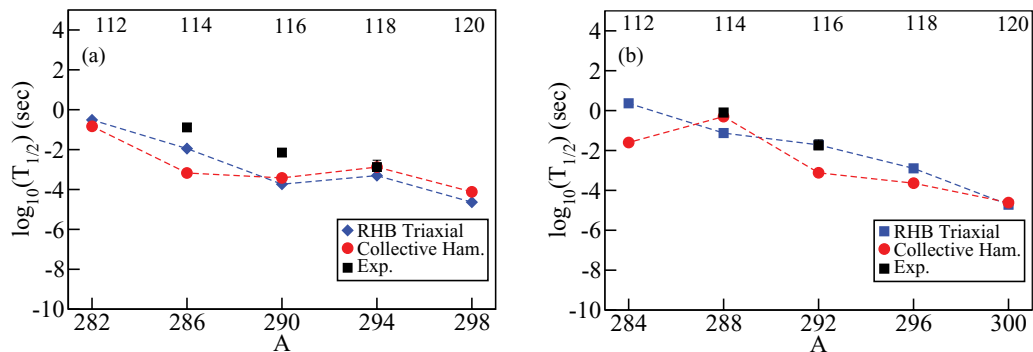 112 114 116 118 120
4
(a)
2
0
-2
-4
-6
-8
-10
log10(T1/2) (sec)
RHB Triaxial
Collective Ham.
Exp.
282 286 290 294 298
A
112 114 116 118 120
4
(b)
2
0
-2
-4
-6
-8
-10
log10(T1/2) (sec)
RHB Triaxial
Collective Ham.
Exp.
284 288 292 296 300
A